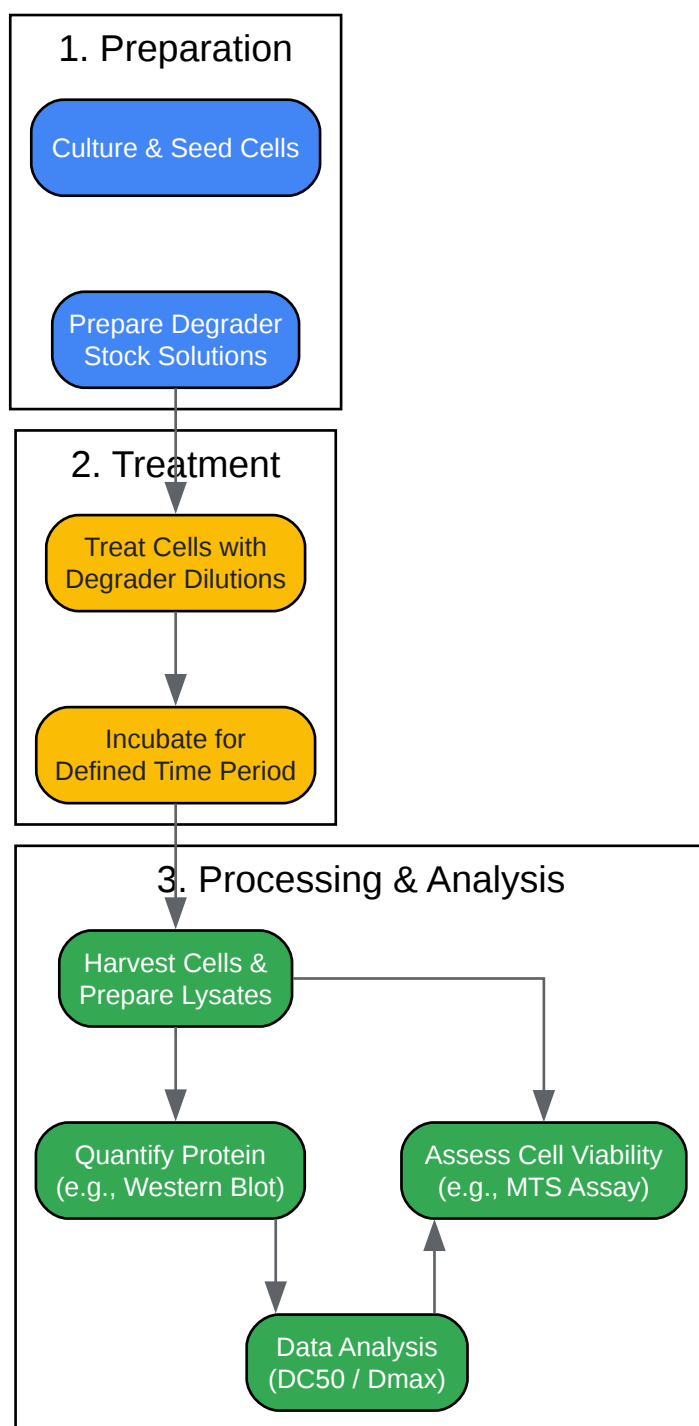 1. Preparation
Culture & Seed Cells
Prepare Degrader
Stock Solutions
2. Treatment
Treat Cells with
Degrader Dilutions
Incubate for
Defined Time Period
3. Processing & Analysis
Harvest Cells &
Prepare Lysates
Quantify Protein
(e.g., Western Blot)
Assess Cell Viability
(e.g., MTS Assay)
Data Analysis
(DC50 / Dmax)